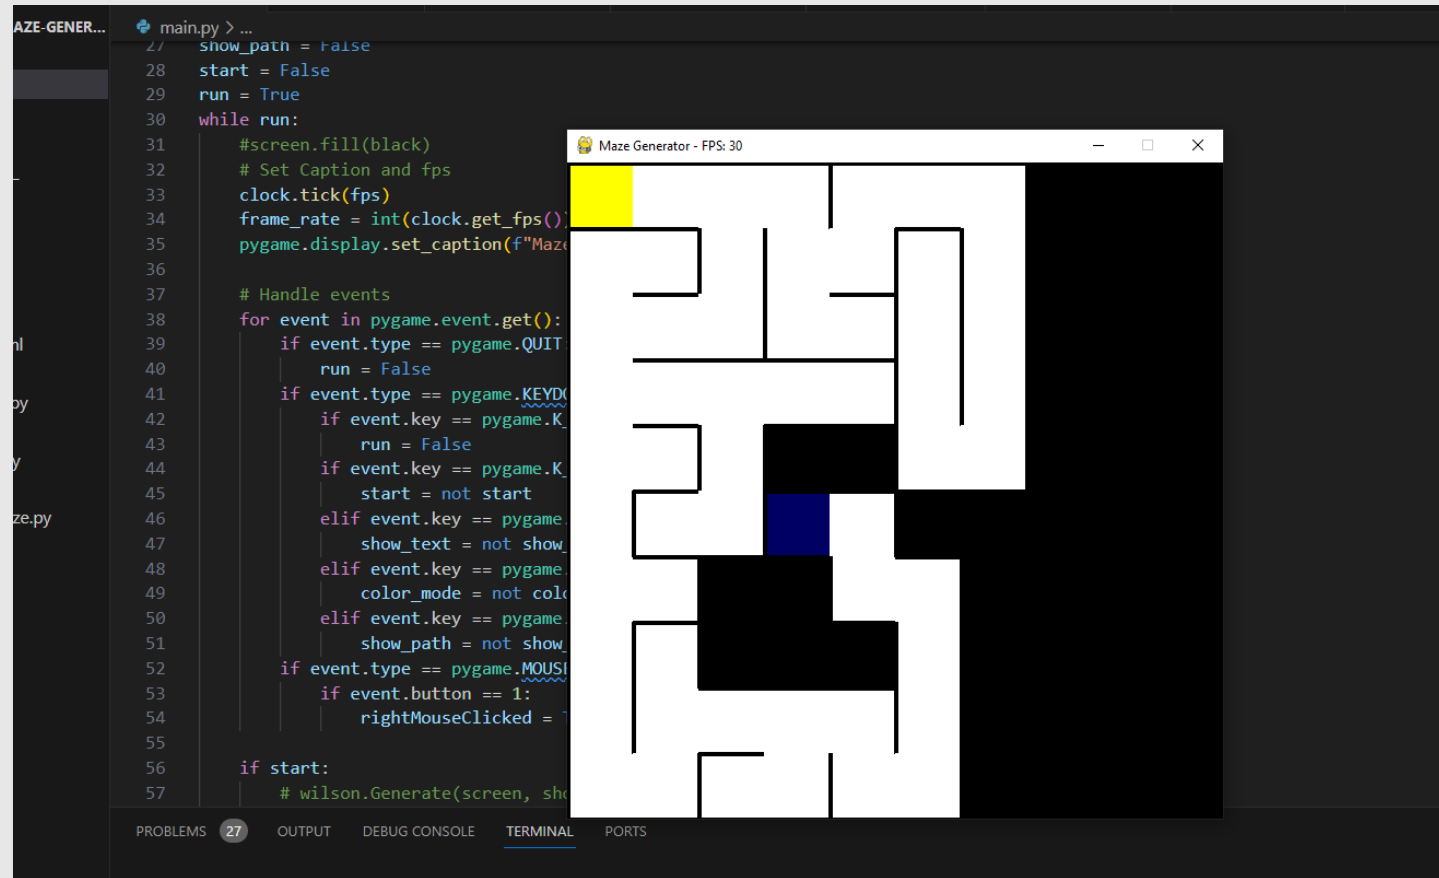 AZE-GENER...
main.py > ...
27 show_path = False
28 start = False
29 run = True
30 while run:
31 #screen.fill(black)
32 # Set Caption and fps
33 clock.tick(fps)
34 frame_rate = int(clock.get_fps())
35 pygame.display.set_caption(f"Maze
36
37 # Handle events
38 for event in pygame.event.get():
39 if event.type == pygame.QUIT:
40 run = False
41 if event.type == pygame.KEYDO
42 if event.key == pygame.K_
43 run = False
44 if event.key == pygame.K_
45 start = not start
46 elif event.key == pygame.
47 show_text = not show_
48 elif event.key == pygame.
49 color_mode = not colo
50 elif event.key == pygame.
51 show_path = not show_
52 if event.type == pygame.MOUSE
53 if event.button == 1:
54 rightMouseClicked =
55
56 if start:
57 # wilson.Generate(screen, sho
ml
py
y
ze.py
Maze Generator - FPS: 30
PROBLEMS 27 OUTPUT DEBUG CONSOLE TERMINAL PORTS